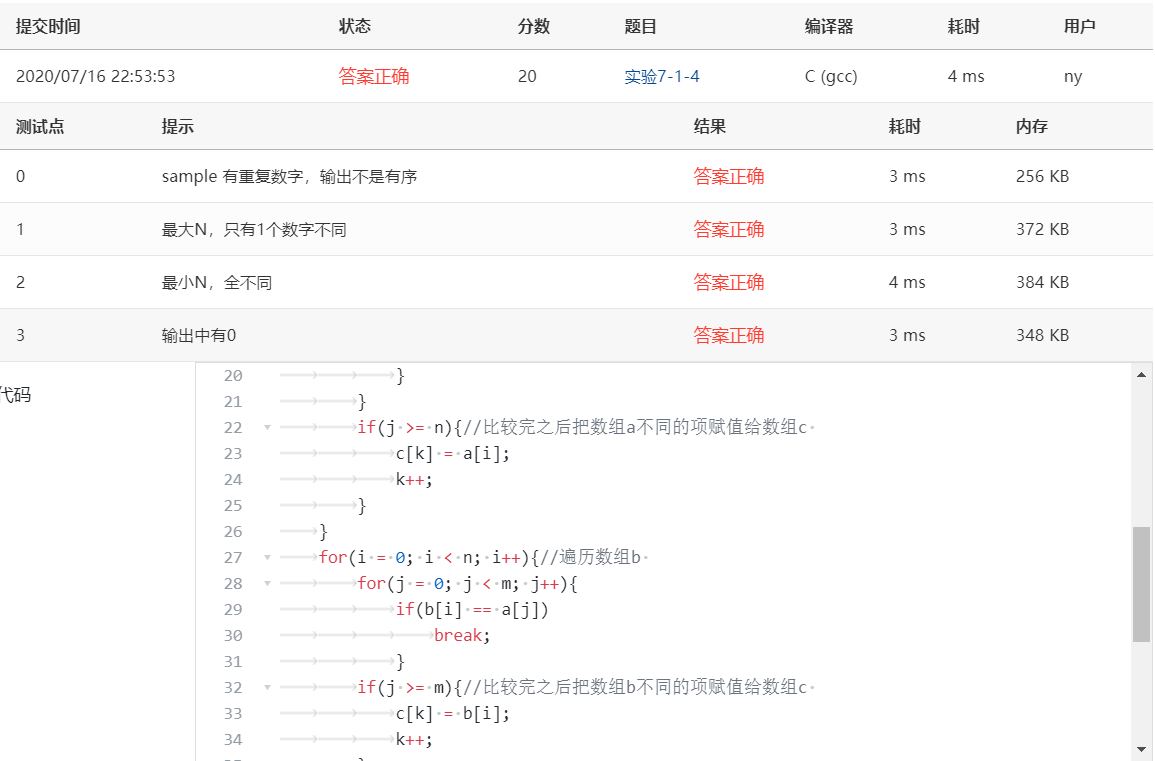 提交时间 状态 分数 题目 编译器 耗时 用户
2020/07/16 22:53:53 答案正确 20 实验7-1-4 C (gcc) 4 ms ny
测试点 提示 结果 耗时 内存
0 sample 有重复数字，输出不是有序 答案正确 3 ms 256 KB
1 最大N，只有1个数字不同 答案正确 3 ms 372 KB
2 最小N，全不同 答案正确 4 ms 384 KB
3 输出中有0 答案正确 3 ms 348 KB
代码
20 }
21 }
22 if(j >= n){//比较完之后把数组a不同的项赋值给数组c
23 c[k] = a[i];
24 k++;
25 }
26 }
27 for(i = 0; i < n; i++){//遍历数组b
28 for(j = 0; j < m; j++){
29 if(b[i] == a[j])
30 break;
31 }
32 if(j >= m){//比较完之后把数组b不同的项赋值给数组c
33 c[k] = b[i];
34 k++;